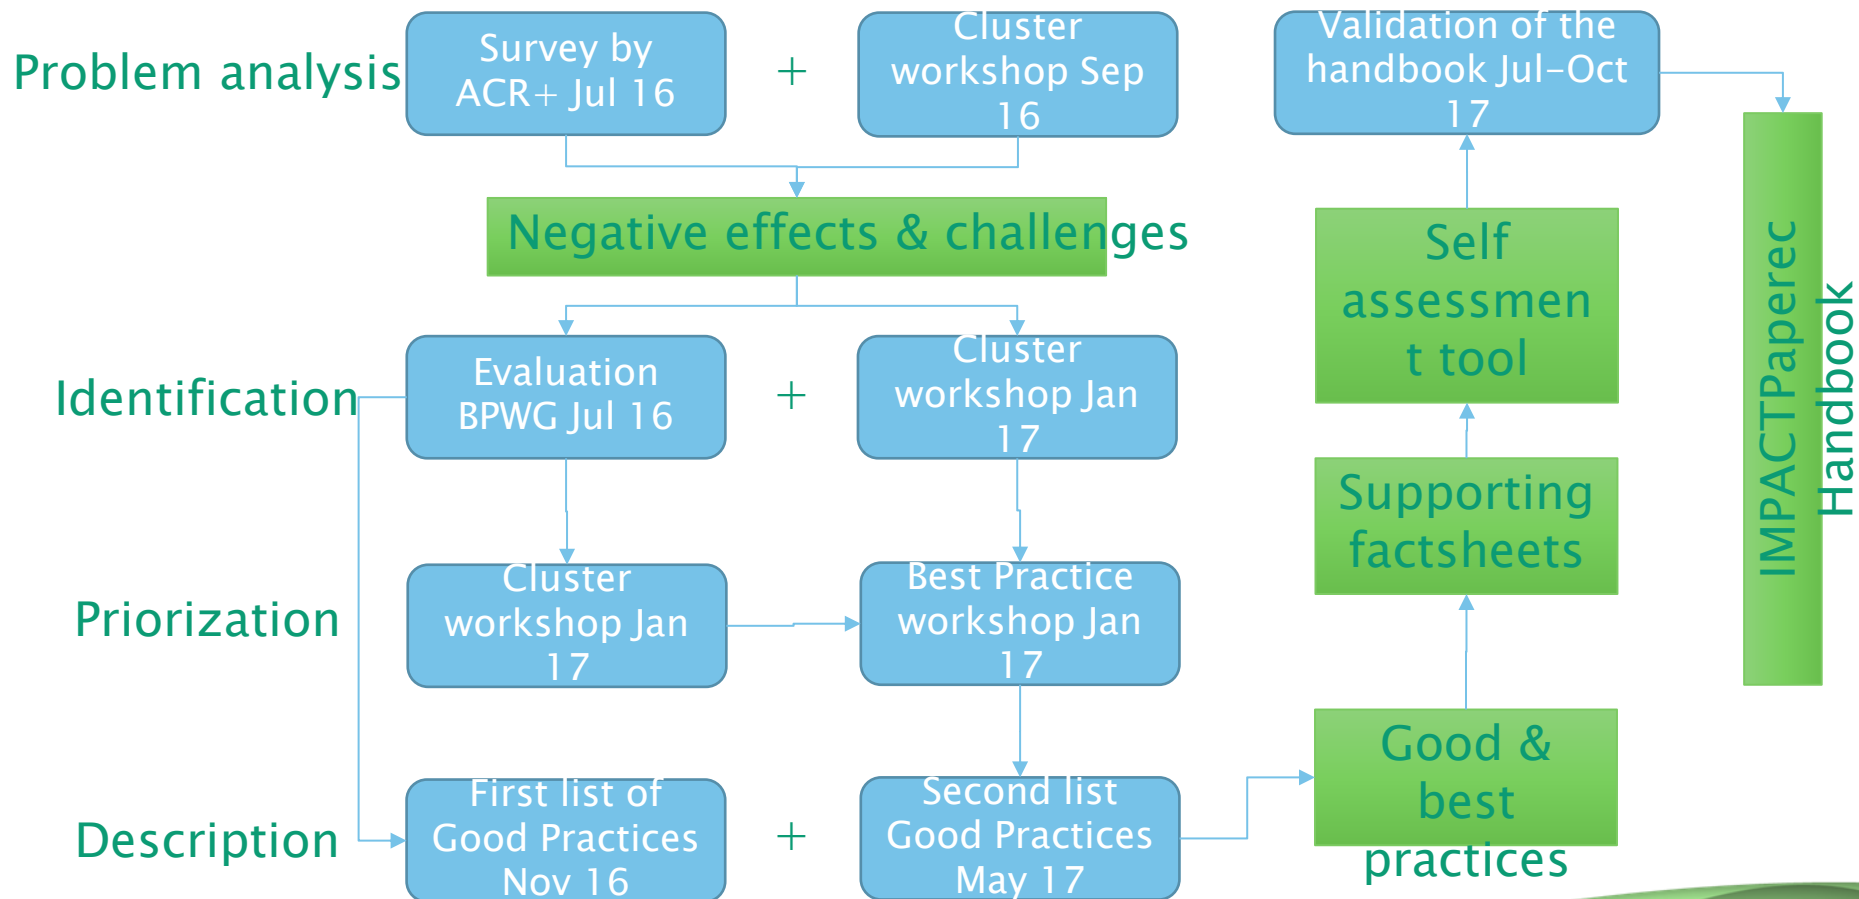 Problem analysis
Survey by
ACR+ Jul 16
+
Cluster
workshop Sep
16
Negative effects & challenges
Identification
Evaluation
BPWG Jul 16
+
Cluster
workshop Jan
17
Priorization
Cluster
workshop Jan
17
Best Practice
workshop Jan
17
Description
First list of
Good Practices
Nov 16
+
Second list
Good Practices
May 17
Validation of the
handbook Jul-Oct
17
Self
assessmen
t tool
Supporting
factsheets
Good &
best
practices
IMPACTPaperec
Handbook